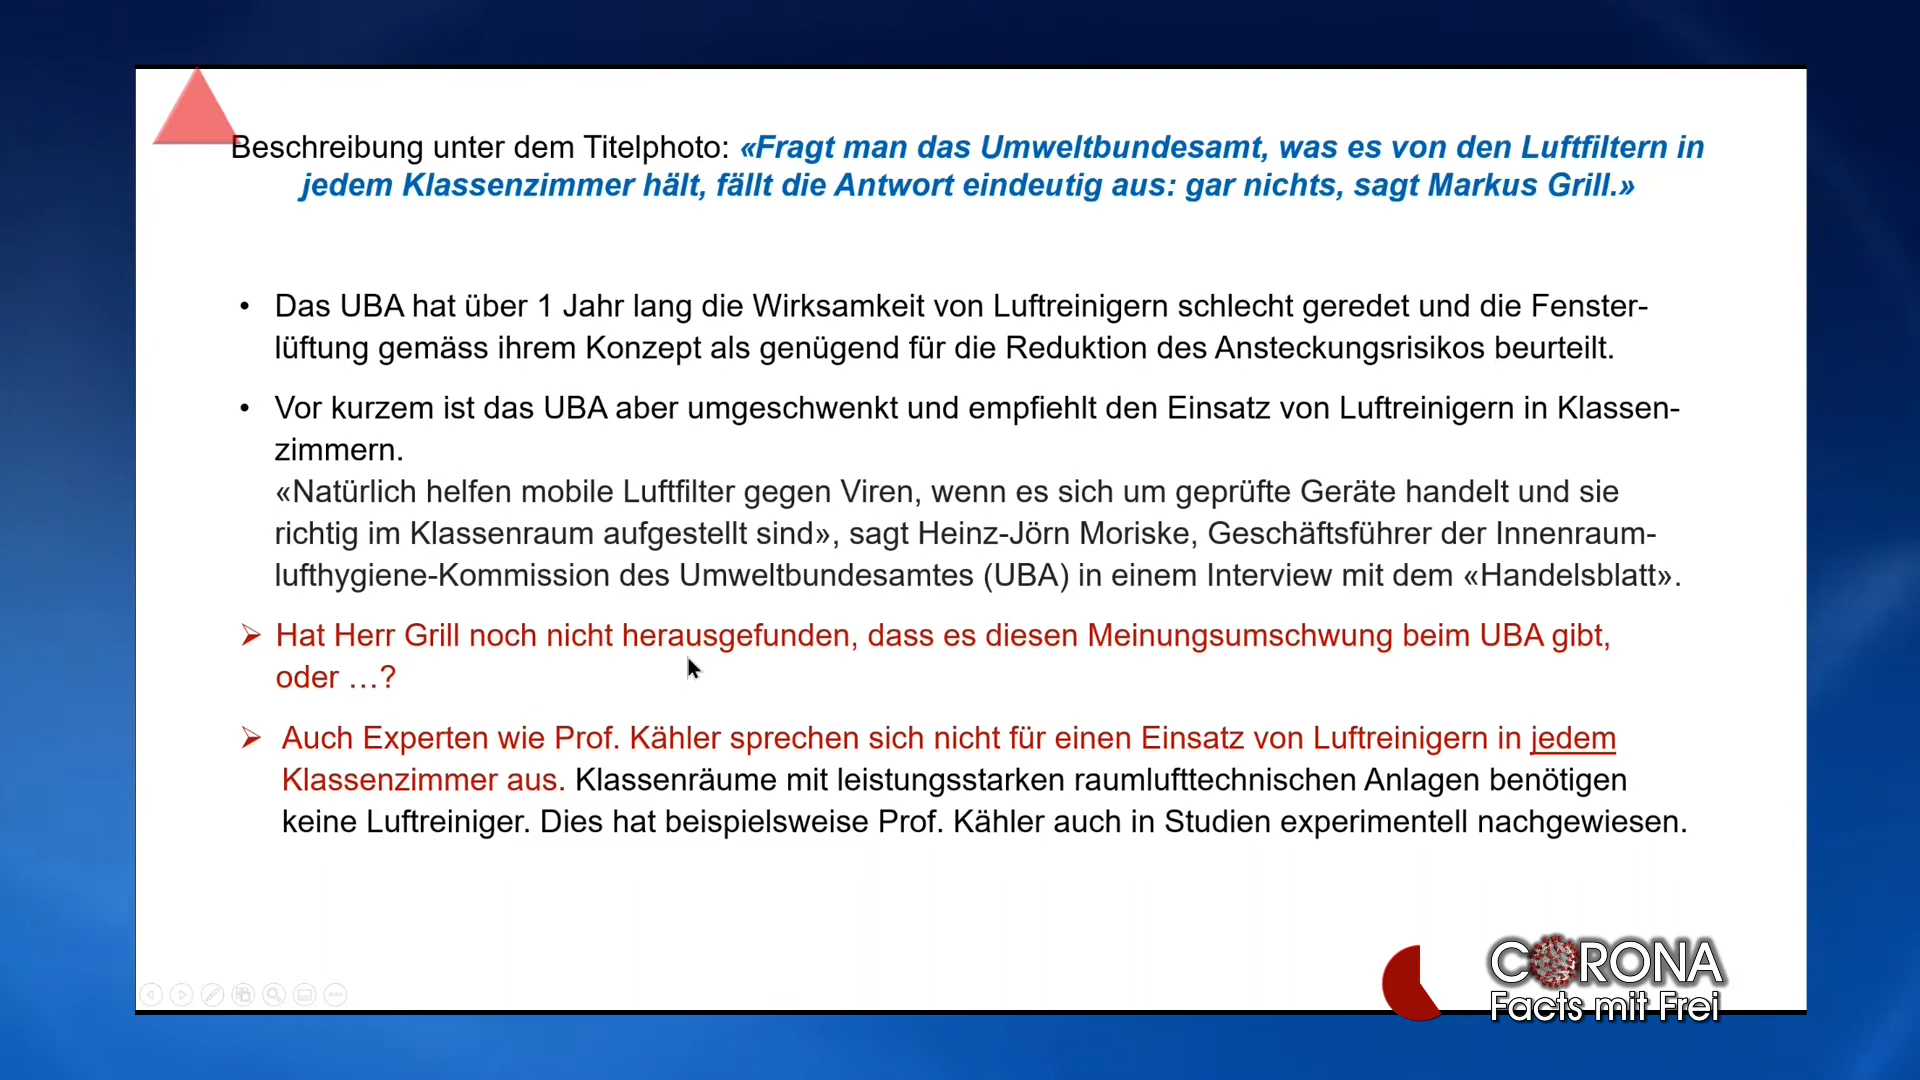 Beschreibung unter dem Titelphoto: «Fragt man das Umweltbundesamt, was es von den Luftfiltern in
jedem Klassenzimmer hält, fällt die Antwort eindeutig aus: gar nichts, sagt Markus Grill.»
• Das UBA hat über 1 Jahr lang die Wirksamkeit von Luftreinigern schlecht geredet und die Fenster-
lüftung gemäss ihrem Konzept als genügend für die Reduktion des Ansteckungsrisikos beurteilt.
• Vor kurzem ist das UBA aber umgeschwenkt und empfiehlt den Einsatz von Luftreinigern in Klassen-
zimmern.
«Natürlich helfen mobile Luftfilter gegen Viren, wenn es sich um geprüfte Geräte handelt und sie
richtig im Klassenraum aufgestellt sind», sagt Heinz-Jörn Moriske, Geschäftsführer der Innenraum-
lufthygiene-Kommission des Umweltbundesamtes (UBA) in einem Interview mit dem «Handelsblatt».
➢ Hat Herr Grill noch nicht herausgefunden, dass es diesen Meinungsumschwung beim UBA gibt,
oder …?
➢ Auch Experten wie Prof. Kähler sprechen sich nicht für einen Einsatz von Luftreinigern in jedem
Klassenzimmer aus. Klassenräume mit leistungsstarken raumlufttechnischen Anlagen benötigen
keine Luftreiniger. Dies hat beispielsweise Prof. Kähler auch in Studien experimentell nachgewiesen.
CORONA
Facts mit Frei